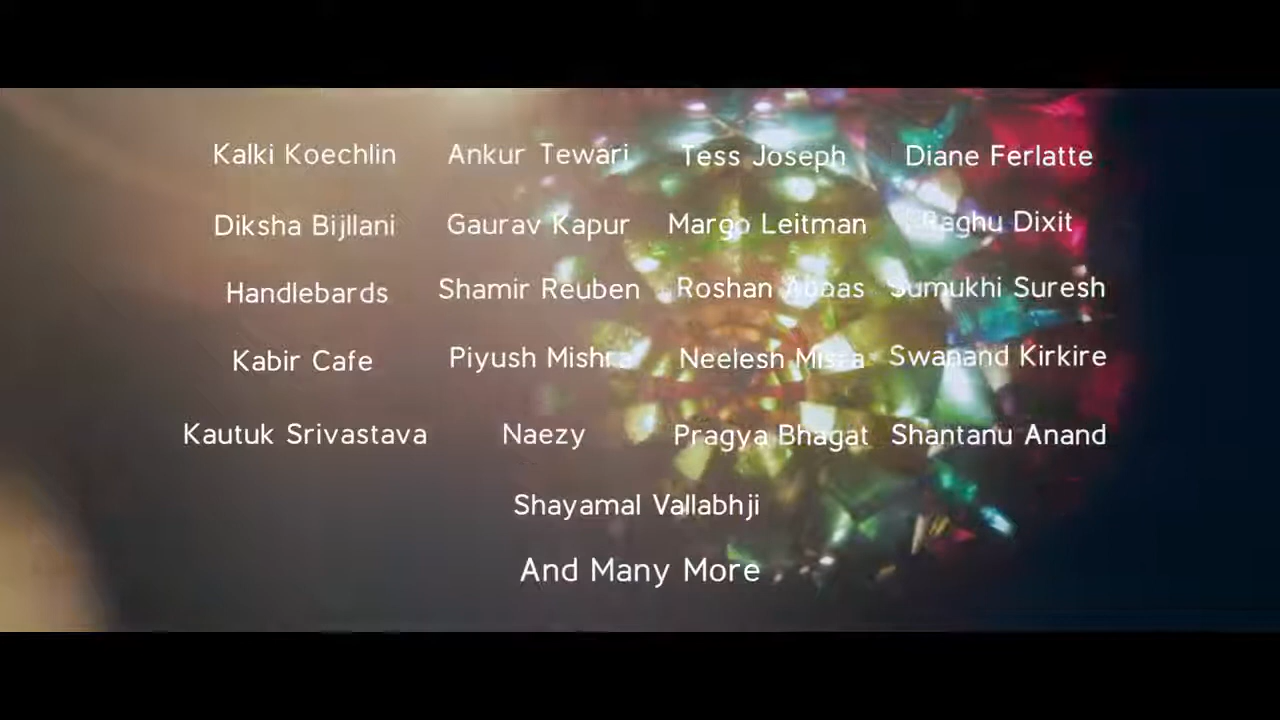 Kalki Koechlin Ankur Tewari Tess Joseph Diane Ferlatte
Diksha Bijllani Gaurav Kapur Margo Leitman Raghu Dixit
Handlebards Shamir Reuben Roshan Abbas Sumukhi Suresh
Kabir Cafe Piyush Mishra Neelesh Misra Swanand Kirkire
Kautuk Srivastava Naezy Pragya Bhagat Shantanu Anand
Shayamal Vallabhji
And Many More